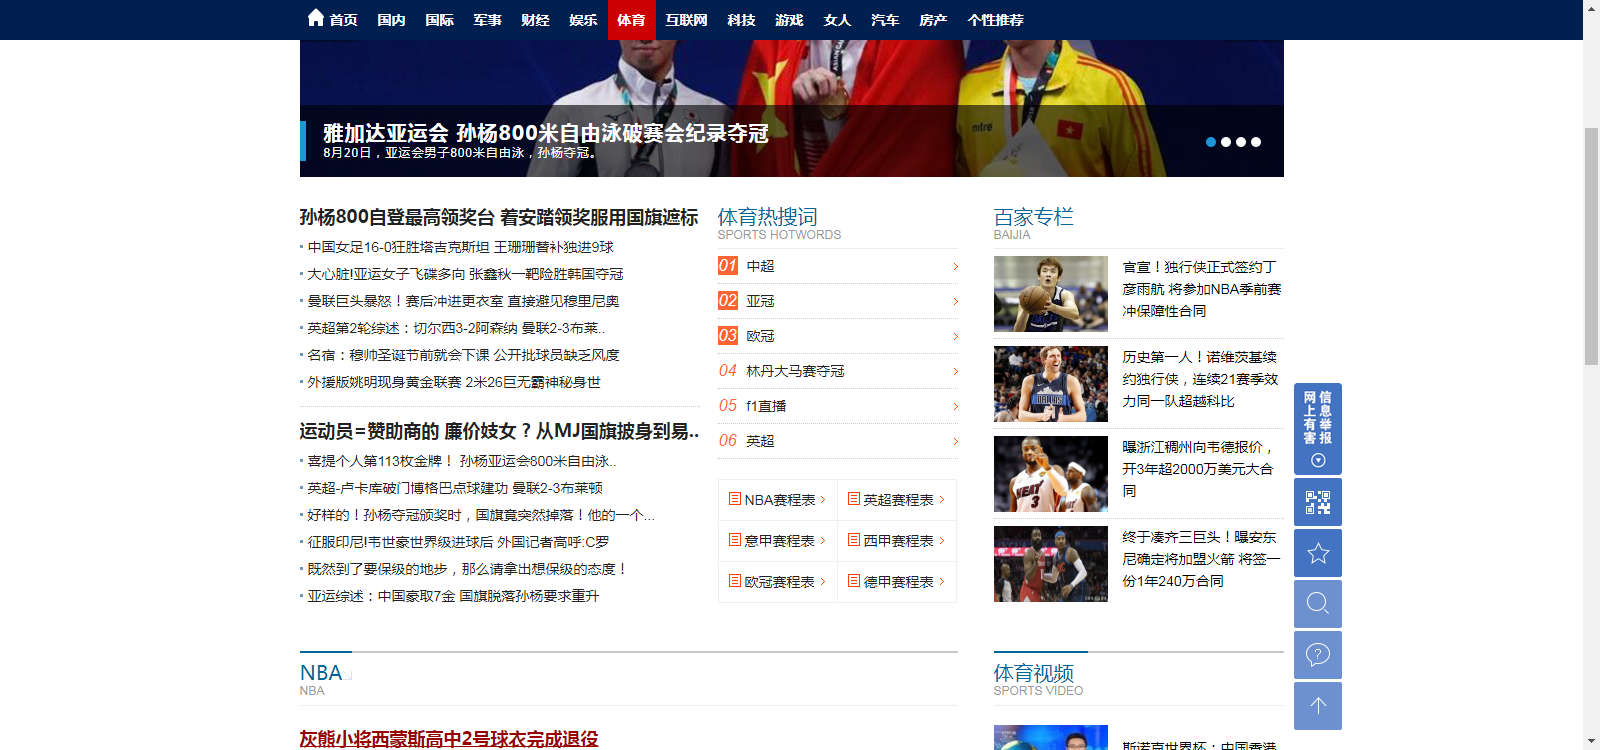 首页 国内 国际 军事 财经 娱乐 体育 互联网 科技 游戏 女人 汽车 房产 个性推荐
雅加达亚运会 孙杨800米自由泳破赛会纪录夺冠
8月20日，亚运会男子800米自由泳，孙杨夺冠。
孙杨800自登最高领奖台 着安踏领奖服用国旗遮标
中国女足16-0狂胜塔吉克斯坦 王珊珊替补独进9球
大心脏!亚运女子飞碟多向 张鑫秋一靶险胜韩国夺冠
曼联巨头暴怒！赛后冲进更衣室 直接避见穆里尼奥
英超第2轮综述：切尔西3-2阿森纳 曼联2-3布莱..
名宿：穆帅圣诞节前就会下课 公开批球员缺乏风度
外援版姚明现身黄金联赛 2米26巨无霸神秘身世
运动员=赞助商的 廉价妓女？从MJ国旗披身到易..
喜提个人第113枚金牌！ 孙杨亚运会800米自由泳..
英超-卢卡库破门博格巴点球建功 曼联2-3布莱顿
好样的！孙杨夺冠颁奖时，国旗竟突然掉落！他的一个...
征服印尼!韦世豪世界级进球后 外国记者高呼:C罗
既然到了要保级的地步，那么请拿出想保级的态度！
亚运综述：中国豪取7金 国旗脱落孙杨要求重升
体育热搜词
SPORTS HOTWORDS
01 中超
02 亚冠
03 欧冠
04 林丹大马赛夺冠
05 f1直播
06 英超
NBA赛程表 英超赛程表
意甲赛程表 西甲赛程表
欧冠赛程表 德甲赛程表
百家专栏
BAIJIA
官宣！独行侠正式签约丁
彦雨航 将参加NBA季前赛
冲保障性合同
历史第一人！诺维茨基续
约独行侠，连续21赛季效
力同一队超越科比
曝浙江稠州向韦德报价，
开3年超2000万美元大合
同
终于凑齐三巨头！曝安东
尼确定将加盟火箭 将签一
份1年240万合同
网上有害
信息举报
NBA
NBA
灰熊小将西蒙斯高中2号球衣完成退役
体育视频
SPORTS VIDEO
斯诺克世界杯：中国香港